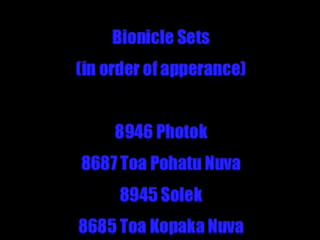 Bionicle Sets
(in order of apperance)
8946 Photok
8687 Toa Pohatu Nuva
8945 Solek
8685 Toa Kopaka Nuva